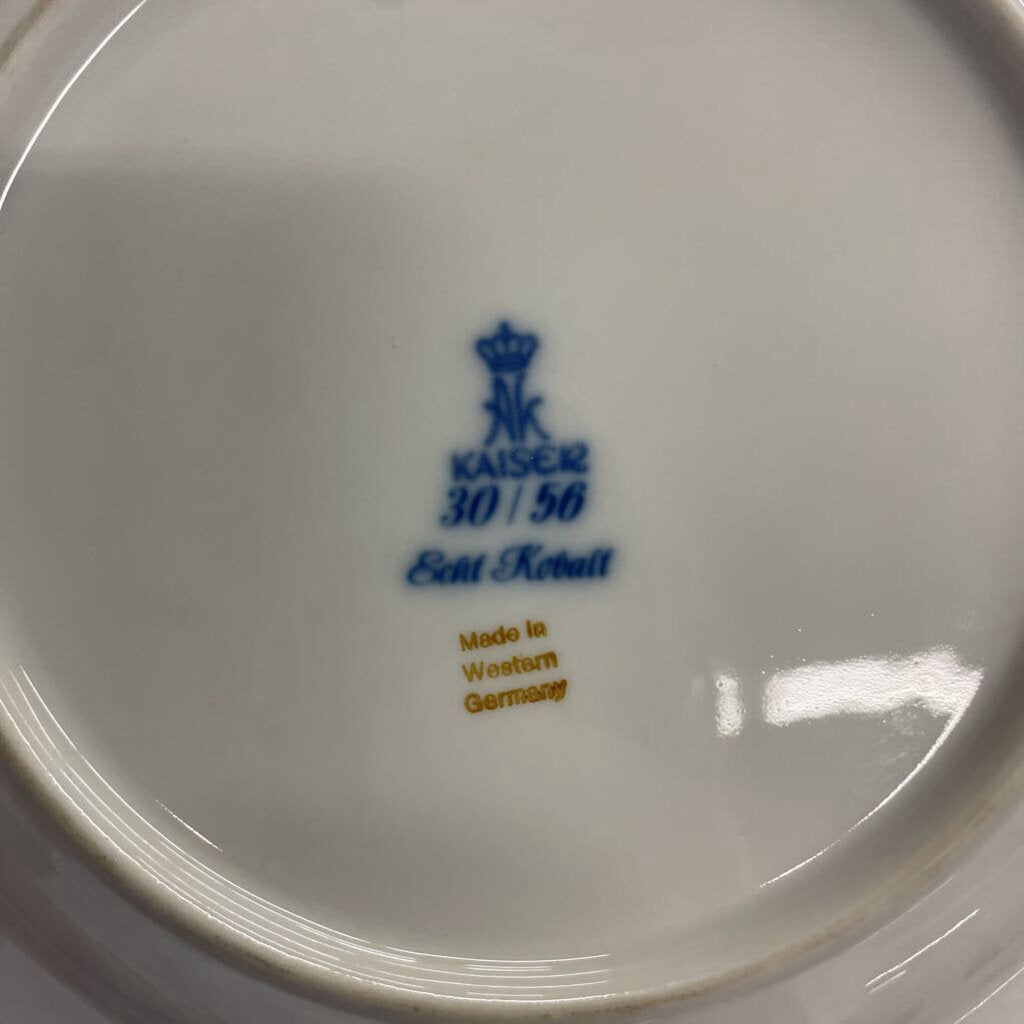 AK
KAISER
30 / 56
Echt Kobalt
Made in
Western
Germany